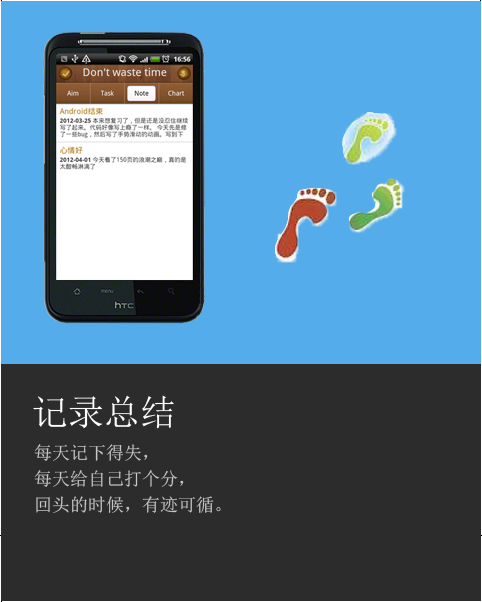 16:56
Don't waste time
Aim Task Note Chart
Android结束
2012-03-25 本来想复习了，但是还是没忍住继续
写了起来。代码好像写上瘾了一样。 今天先是修
了一些bug，然后写了手势滑动的动画。写到下
心情好
2012-04-01 今天看了150页的浪潮之巅，真的是
太酣畅淋漓了
menu
hTC
记录总结
每天记下得失，
每天给自己打个分，
回头的时候，有迹可循。